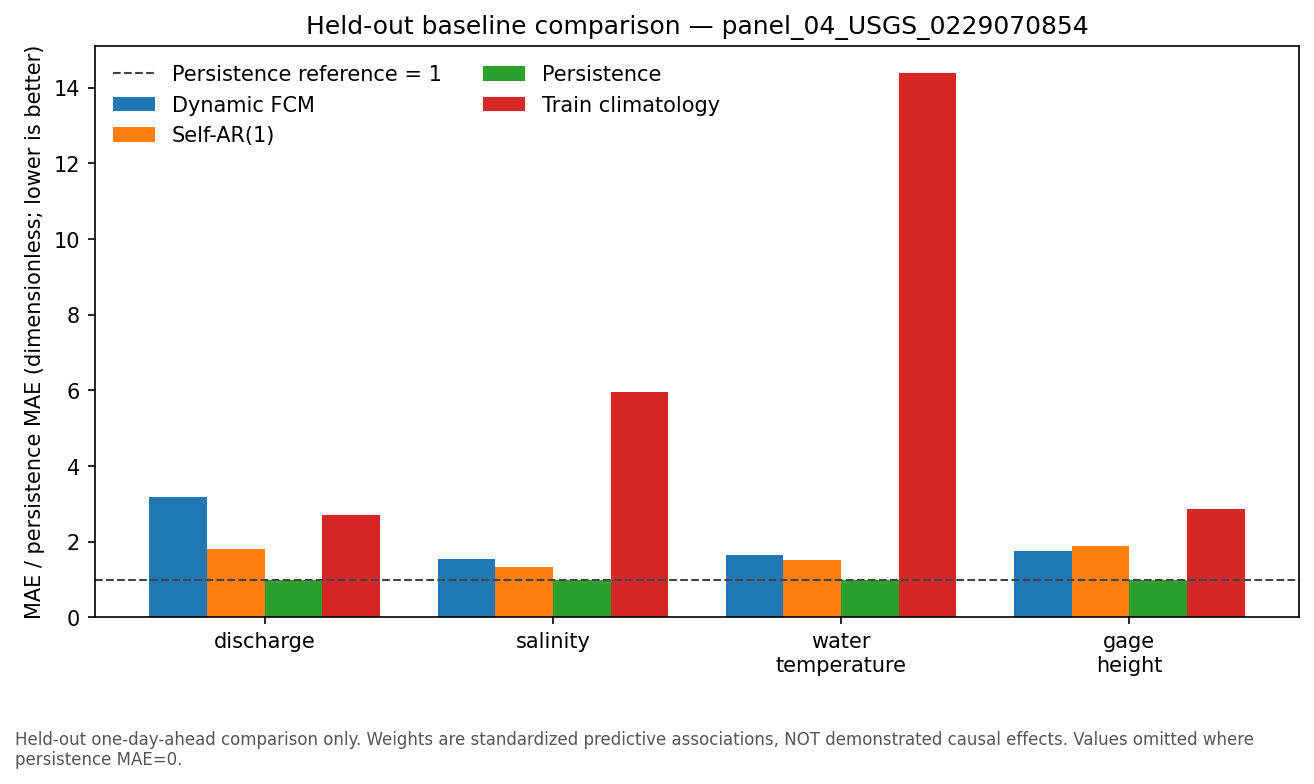 Held-out baseline comparison — panel_04_USGS_0229070854
MAE / persistence MAE (dimensionless; lower is better)
Persistence reference = 1
Dynamic FCM
Self-AR(1)
Persistence
Train climatology
14
12
10
8
6
4
2
0
discharge
salinity
water
temperature
gage
height
Held-out one-day-ahead comparison only. Weights are standardized predictive associations, NOT demonstrated causal effects. Values omitted where
persistence MAE=0.